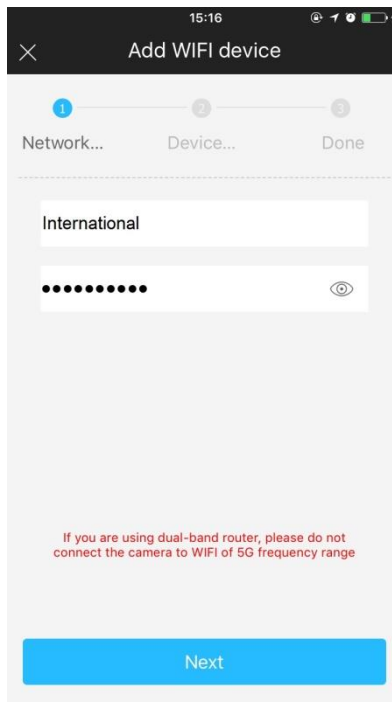 15:16
Add WIFI device
1 2 3
Network... Device... Done
International
••••••••••
If you are using dual-band router, please do not
connect the camera to WIFI of 5G frequency range
Next